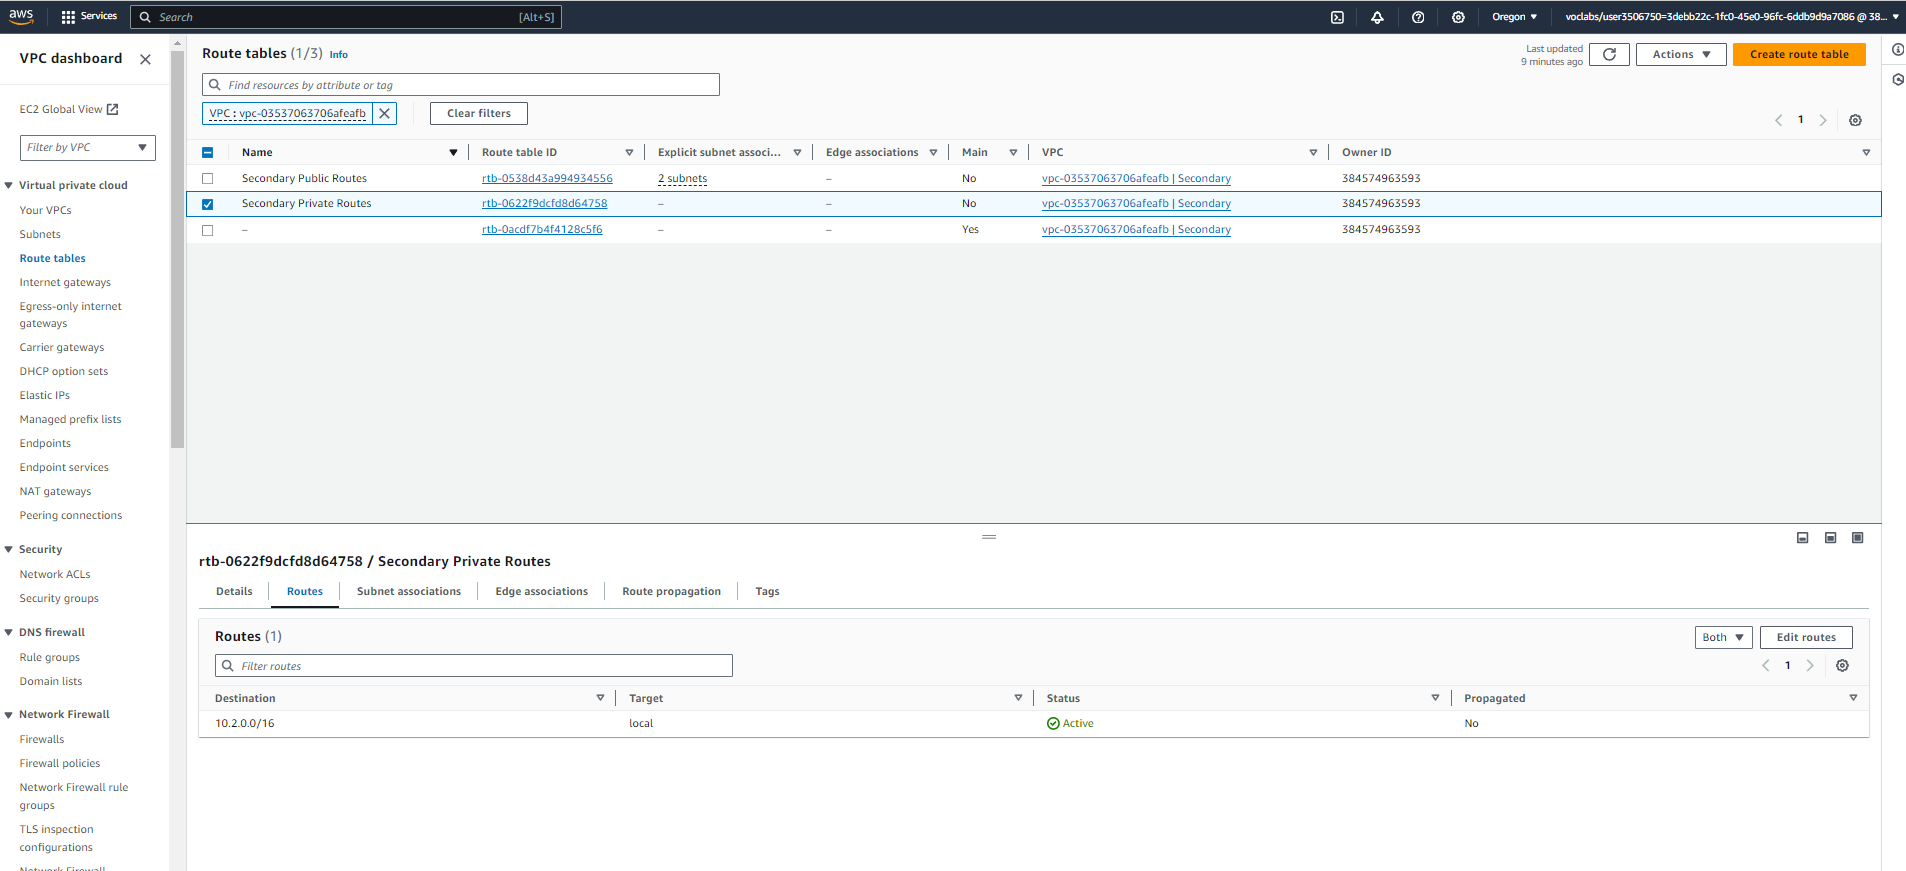 aws
Services
Search
[Alt+S]
Oregon
voclabs/user3506750=3debb22c-1fc0-45e0-96fc-6ddb9d9a7086 @ 38...
VPC dashboard
EC2 Global View
Filter by VPC
Virtual private cloud
Your VPCs
Subnets
Route tables
Internet gateways
Egress-only internet
gateways
Carrier gateways
DHCP option sets
Elastic IPs
Managed prefix lists
Endpoints
Endpoint services
NAT gateways
Peering connections
Security
Network ACLs
Security groups
DNS firewall
Rule groups
Domain lists
Network Firewall
Firewalls
Firewall policies
Network Firewall rule
groups
TLS inspection
configurations
Network Firewall
Route tables (1/3) Info
Last updated
9 minutes ago
Actions
Create route table
Find resources by attribute or tag
VPC : vpc-03537063706afeafb
Clear filters
1
Name Route table ID Explicit subnet associ... Edge associations Main VPC Owner ID
Secondary Public Routes rtb-0538d43a994934556 2 subnets – No vpc-03537063706afeafb | Secondary 384574963593
Secondary Private Routes rtb-0622f9dcfd8d64758 – – No vpc-03537063706afeafb | Secondary 384574963593
– rtb-0acdf7b4f4128c5f6 – – Yes vpc-03537063706afeafb | Secondary 384574963593
rtb-0622f9dcfd8d64758 / Secondary Private Routes
Details Routes Subnet associations Edge associations Route propagation Tags
Routes (1)
Both
Edit routes
Filter routes
1
Destination Target Status Propagated
10.2.0.0/16 local Active No